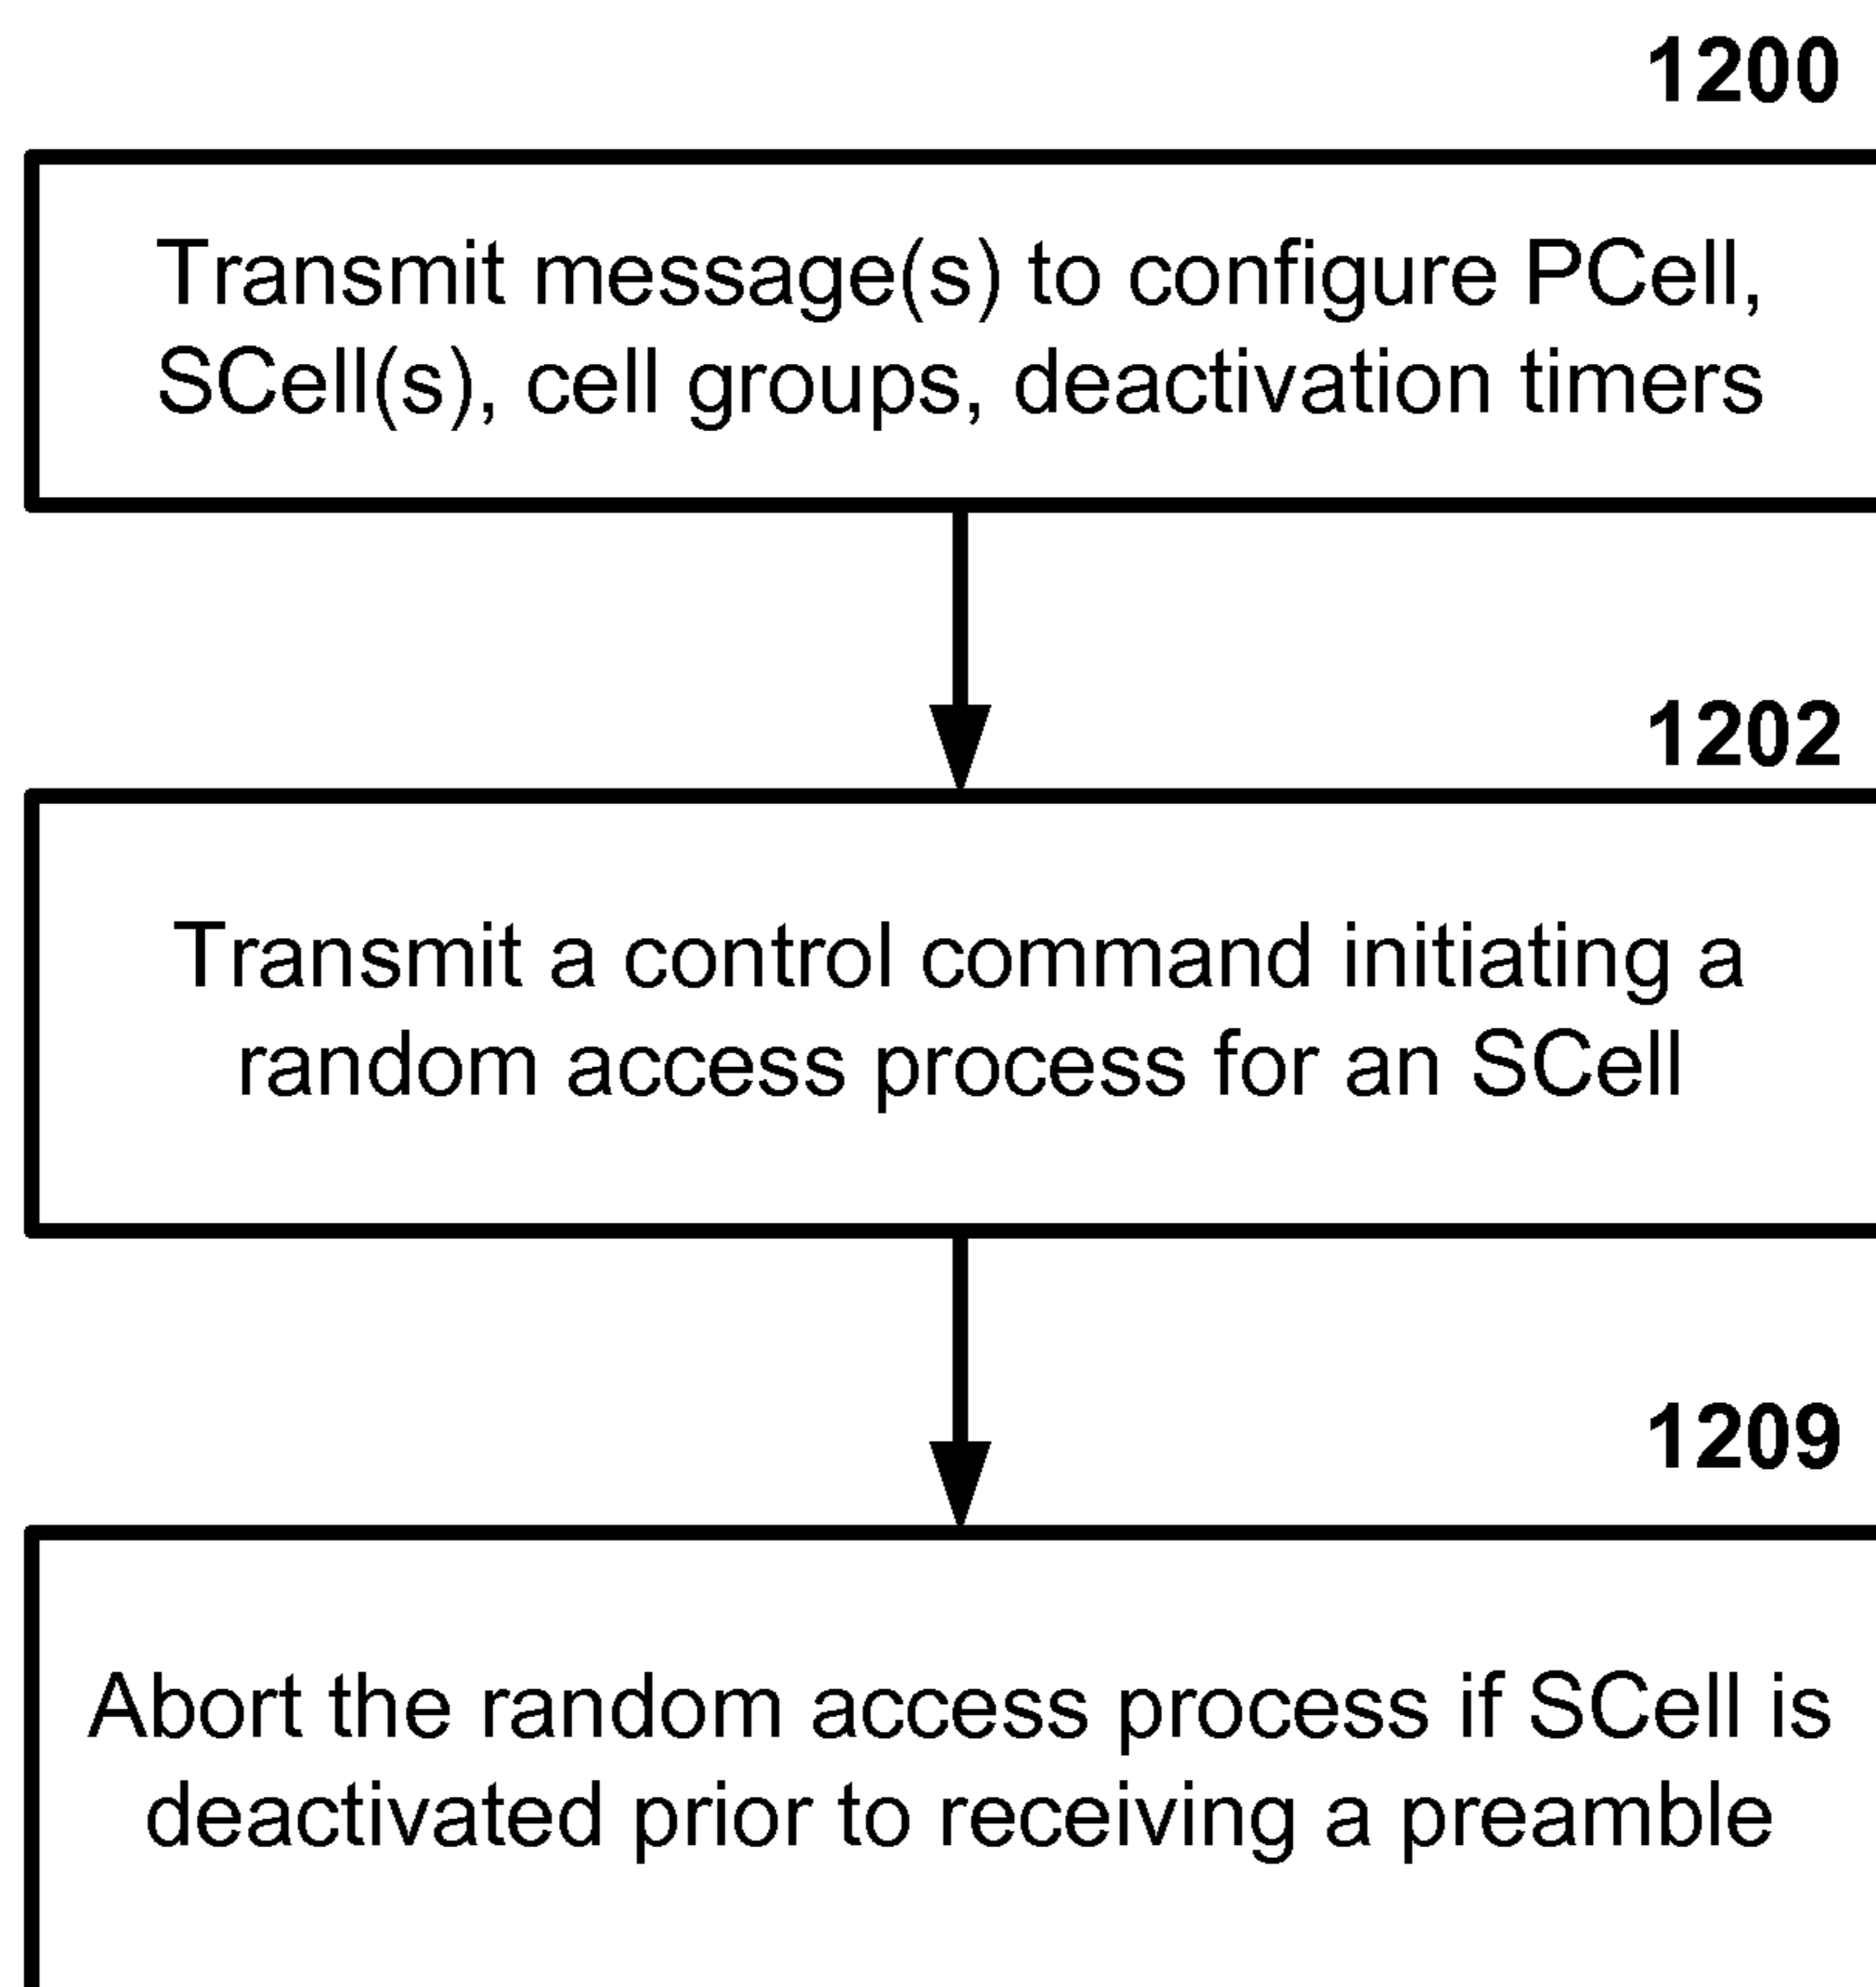 1200
Transmit message(s) to configure PCell,
SCell(s), cell groups, deactivation timers
1202
Transmit a control command initiating a
random access process for an SCell
1209
Abort the random access process if SCell is
deactivated prior to receiving a preamble